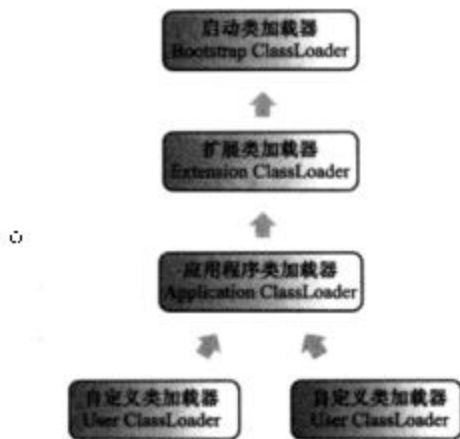 启动类加载器
Bootstrap ClassLoader
扩展类加载器
Extension ClassLoader
应用程序类加载器
Application ClassLoader
自定义类加载器
User ClassLoader
自定义类加载器
User ClassLoader